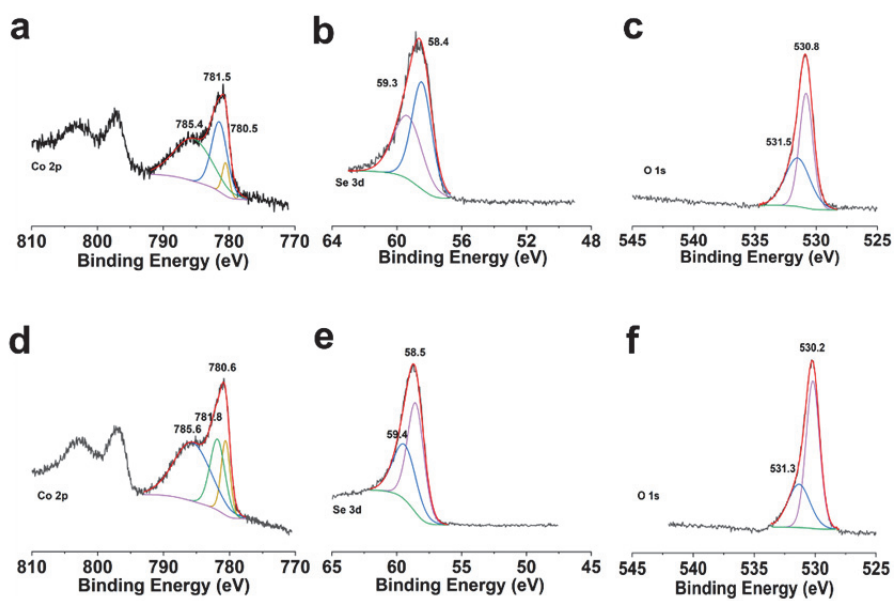 a
781.5
785.4
780.5
Co 2p
810 800 790 780 770
Binding Energy (eV)
b
58.4
59.3
Se 3d
64 60 56 52 48
Binding Energy (eV)
c
530.8
531.5
O 1s
545 540 535 530 525
Binding Energy (eV)
d
780.6
781.8
785.6
Co 2p
810 800 790 780 770
Binding Energy (eV)
e
58.5
59.4
Se 3d
65 60 55 50 45
Binding Energy (eV)
f
530.2
531.3
O 1s
545 540 535 530 525
Binding Energy (eV)